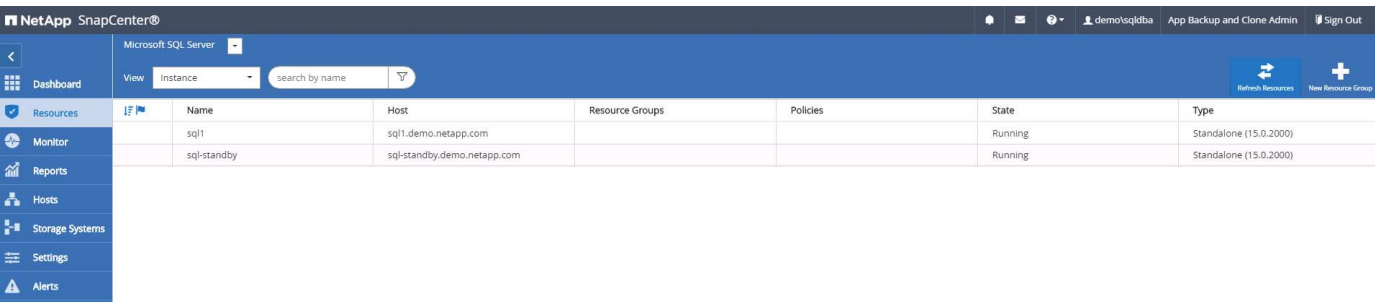 NetApp SnapCenter®
demo\sqldba App Backup and Clone Admin Sign Out
Microsoft SQL Server
View Instance search by name
Refresh Resources New Resource Group
Dashboard
Resources
Monitor
Reports
Hosts
Storage Systems
Settings
Alerts
Name Host Resource Groups Policies State Type
sql1 sql1.demo.netapp.com Running Standalone (15.0.2000)
sql-standby sql-standby.demo.netapp.com Running Standalone (15.0.2000)